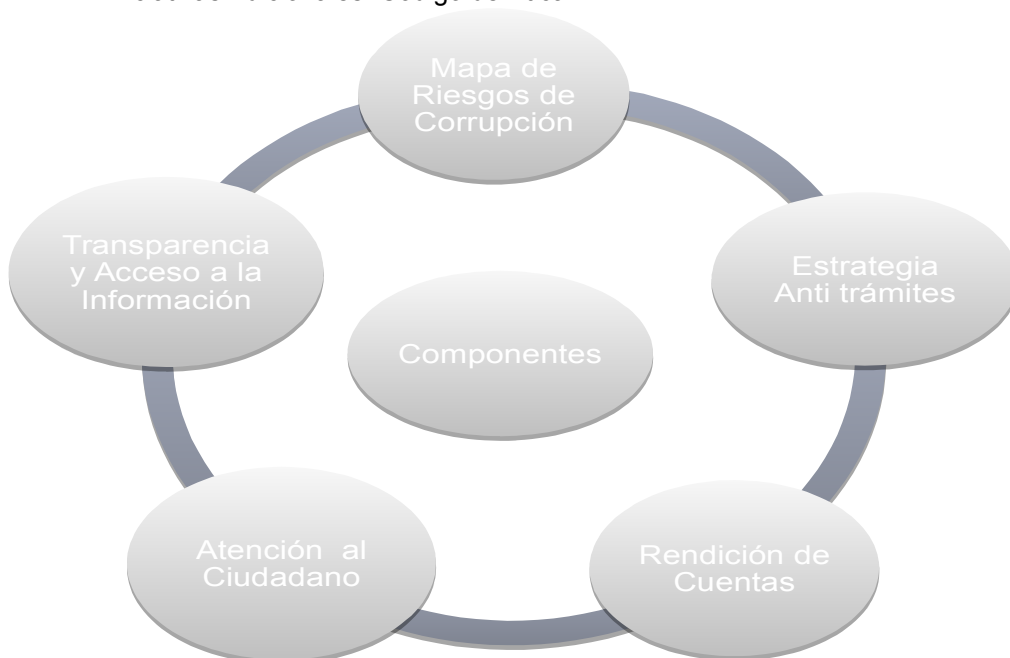 Mapa de
Riesgos de
Corrupción
Transparencia
y Acceso a la
Información
Estrategia
Anti trámites
Componentes
Atención al
Ciudadano
Rendición de
Cuentas